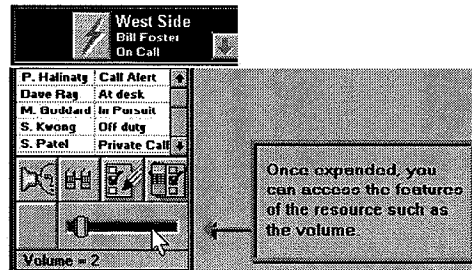 West Side
Bill Foster
On Call
P. Halinaty Call Alert
Dave Ray At desk
M. Goddard In Pursuit
S. Kwong Off duty
S. Patel Private Call
Once expanded, you
can access the features
of the resource such as
the volume.
Volume = 2